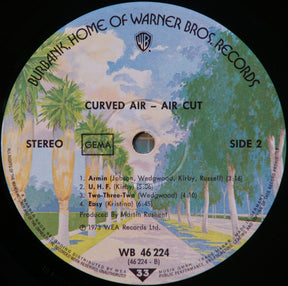 BURBANK, HOME OF WARNER BROS. RECORDS
WB
CURVED AIR – AIR CUT
STEREO
GEMA
SIDE 2
1. Armin (Jobson, Wedgwood, Kirby, Russell) (3:16)
2. U. H. F. (Kirby) (5:06)
3. Two-Three-Two (Wedgwood) (4:10)
4. Easy (Kristina) (6:45)
Produced By Martin Rushent
℗ 1973 WEA Records Ltd.
WB 46 224
(46 224 - B)
33